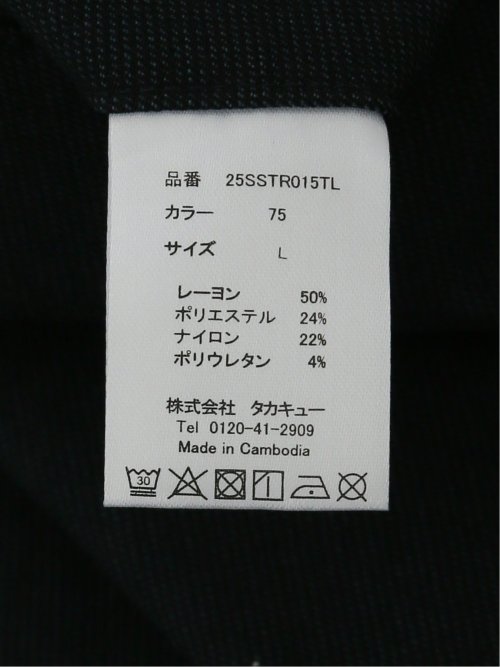 品番 25SSTR015TL
カラー 75
サイズ L
レーヨン 50%
ポリエステル 24%
ナイロン 22%
ポリウレタン 4%
株式会社 タカキュー
Tel 0120-41-2909
Made in Cambodia
30